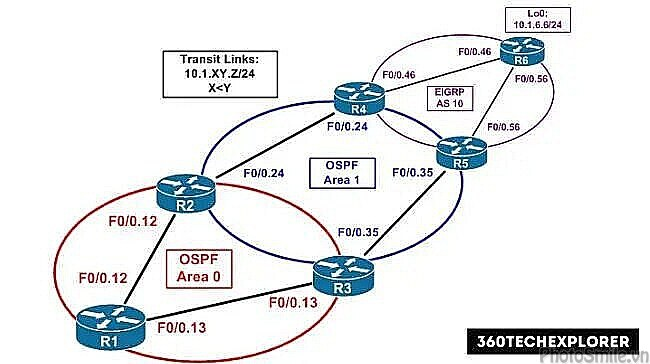 Lo0:
10.1.6.6/24
Transit Links:
10.1.XY.Z/24
X<Y
F0/0.46
R6
F0/0.46
F0/0.56
EIGRP
AS 10
R4
F0/0.24
F0/0.56
R5
OSPF
Area 1
F0/0.35
F0/0.24
R2
F0/0.12
F0/0.35
OSPF
Area 0
F0/0.12
R3
F0/0.13
R1
F0/0.13
360TECHEXPLORER
PhotoSmile.vn